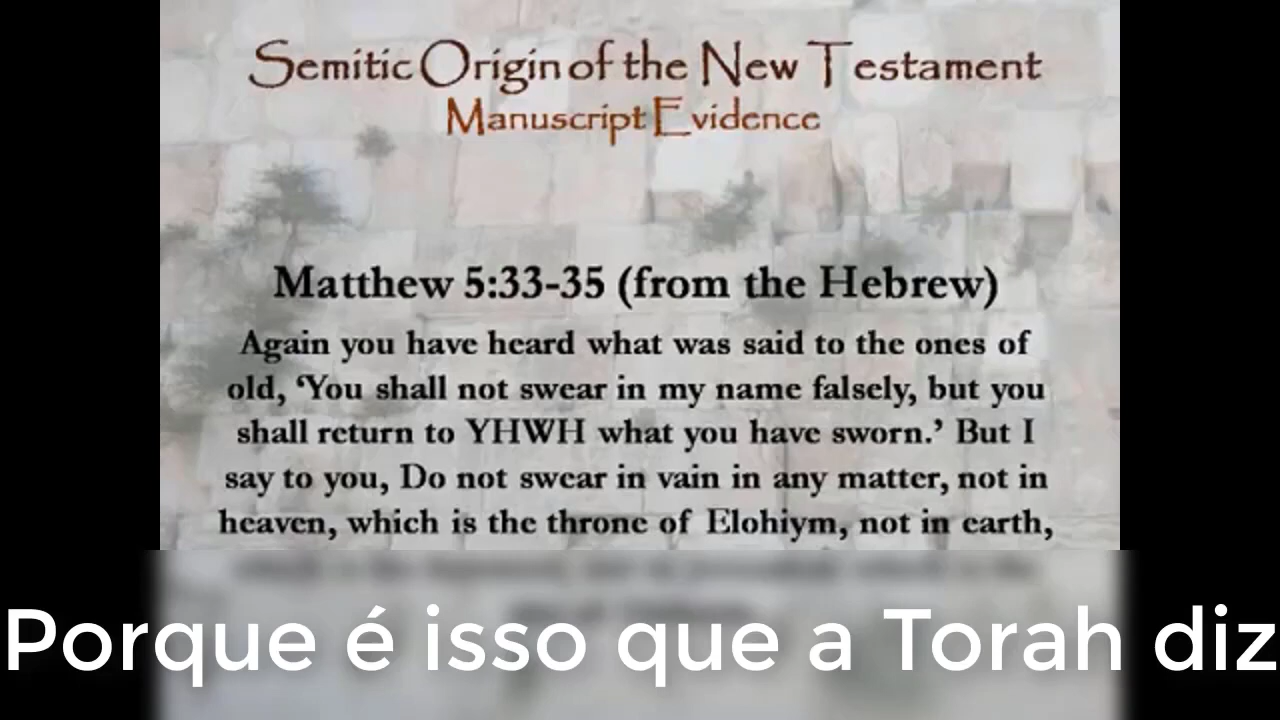 Semitic Origin of the New Testament
Manuscript Evidence
Matthew 5:33-35 (from the Hebrew)
Again you have heard what was said to the ones of
old, ‘You shall not swear in my name falsely, but you
shall return to YHWH what you have sworn.’ But I
say to you, Do not swear in vain in any matter, not in
heaven, which is the throne of Elohiym, not in earth,
Porque é isso que a Torah diz